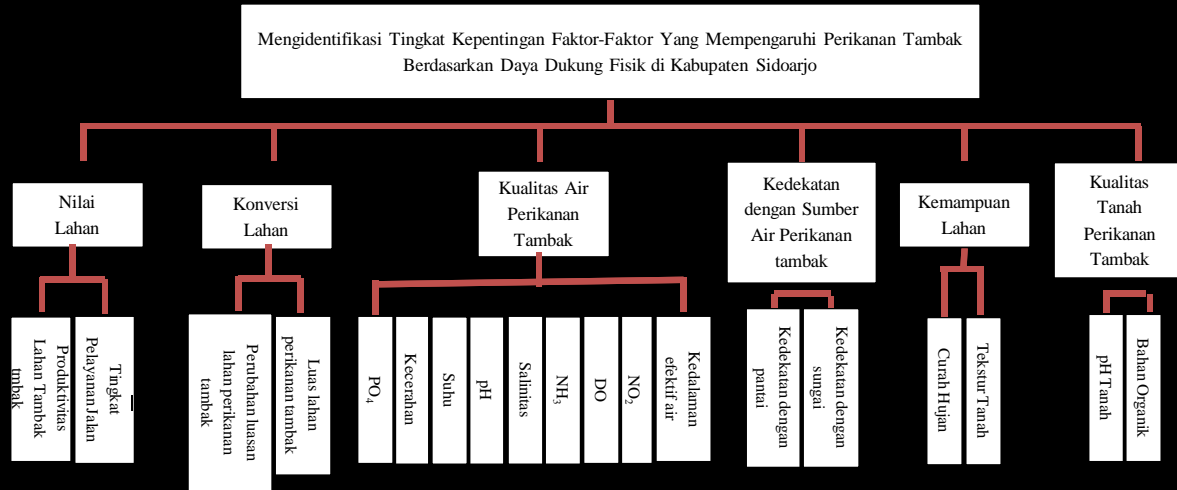 Mengidentifikasi Tingkat Kepentingan Faktor-Faktor Yang Mempengaruhi Perikanan Tambak
Berdasarkan Daya Dukung Fisik di Kabupaten Sidoarjo
Nilai
Lahan
Konversi
Lahan
Kualitas Air
Perikanan
Tambak
Kedekatan
dengan Sumber
Air Perikanan
tambak
Kemampuan
Lahan
Kualitas
Tanah
Perikanan
Tambak
Produktivitas
Lahan Tambak
tmbak
Tingkat
Pelayanan Jalan
Perubahan luasan
lahan perikanan
tambak
Luas lahan
perikanan tambak
PO₄
Kecerahan
Suhu
pH
Salinitas
NH₃
DO
NO₂
Kedalaman
efektif air
Kedekatan dengan
pantai
Kedekatan dengan
sungai
Curah Hujan
Tekstur Tanah
pH Tanah
Bahan Organik